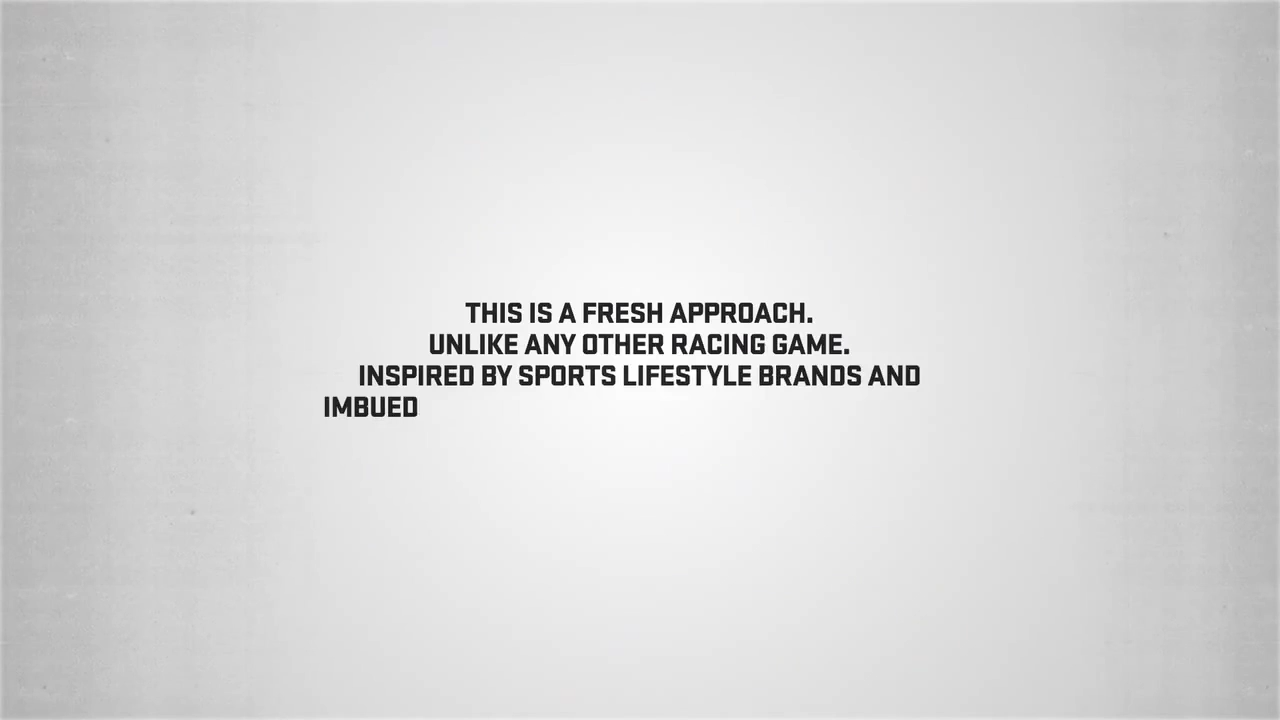 THIS IS A FRESH APPROACH.
UNLIKE ANY OTHER RACING GAME.
INSPIRED BY SPORTS LIFESTYLE BRANDS AND
IMBUED